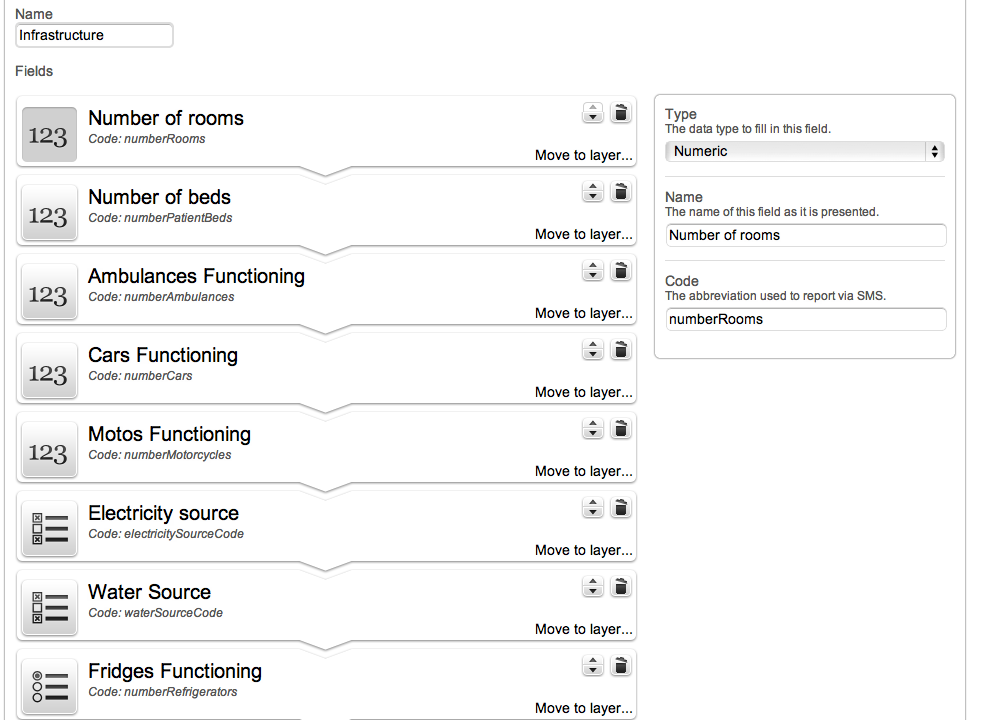 Name
Infrastructure
Fields
123
Number of rooms
Code: numberRooms
Move to layer...
123
Number of beds
Code: numberPatientBeds
Move to layer...
123
Ambulances Functioning
Code: numberAmbulances
Move to layer...
123
Cars Functioning
Code: numberCars
Move to layer...
123
Motos Functioning
Code: numberMotorcycles
Move to layer...
Electricity source
Code: electricitySourceCode
Move to layer...
Water Source
Code: waterSourceCode
Move to layer...
Fridges Functioning
Code: numberRefrigerators
Move to layer...
Type
The data type to fill in this field.
Numeric
Name
The name of this field as it is presented.
Number of rooms
Code
The abbreviation used to report via SMS.
numberRooms